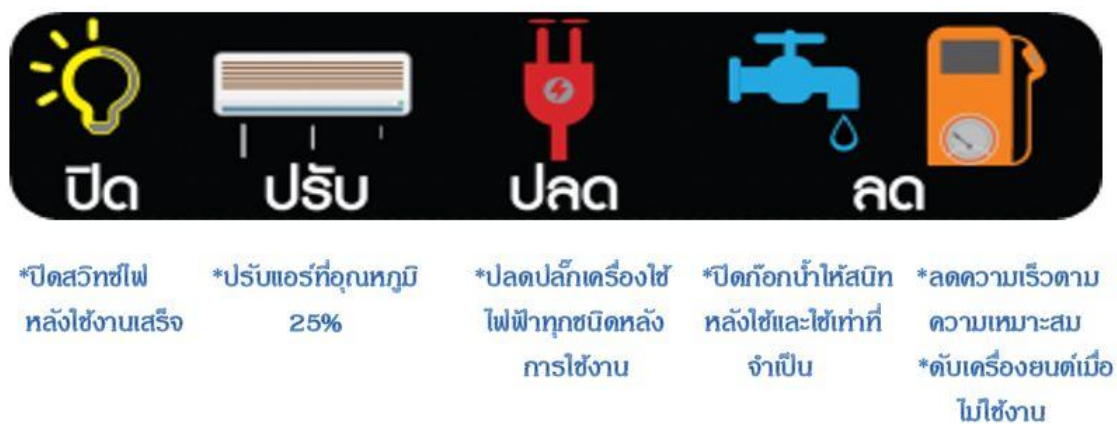 ปิด ปรับ ปลด ลด
*ปิดสวิทซ์ไฟ
หลังใช้งานเสร็จ
*ปรับแอร์ที่อุณหภูมิ
25%
*ปลดปลั๊กเครื่องใช้
ไฟฟ้าทุกชนิดหลัง
การใช้งาน
*ปิดก๊อกน้ำให้สนิท
หลังใช้และใช้เท่าที่
จำเป็น
*ลดความเร็วตาม
ความเหมาะสม
*ดับเครื่องยนต์เมื่อ
ไม่ใช้งาน